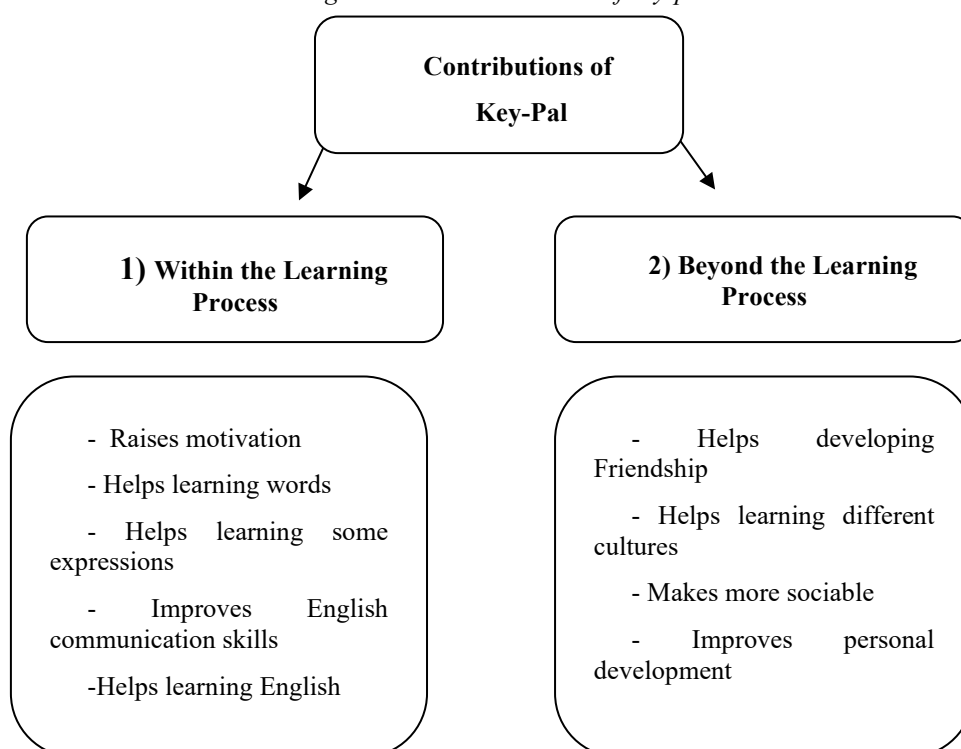 Contributions of
Key-Pal
1) Within the Learning
Process
2) Beyond the Learning
Process
- Raises motivation
- Helps learning words
- Helps learning some
expressions
- Improves English
communication skills
-Helps learning English
- Helps developing
Friendship
- Helps learning different
cultures
- Makes more sociable
- Improves personal
development